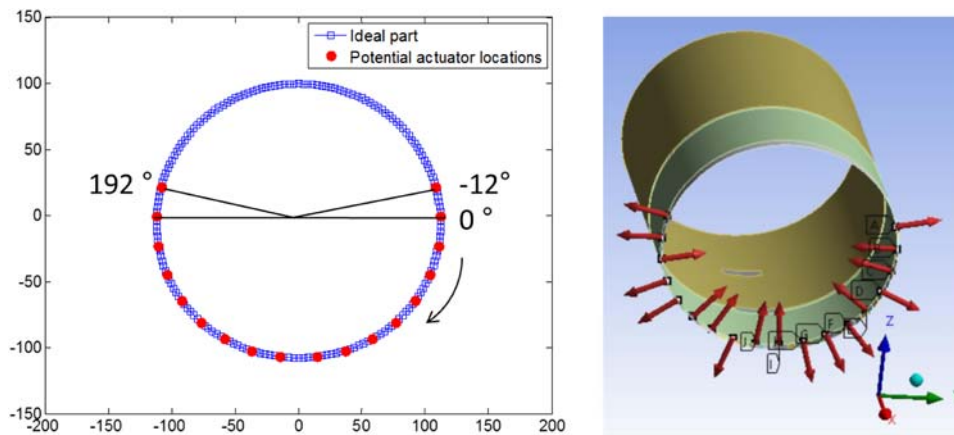 150
100
50
0
-50
-100
-150
-200 -150 -100 -50 0 50 100 150 200
Ideal part
Potential actuator locations
192 °
-12°
0 °
A
D
F
G
J
I
Z
X